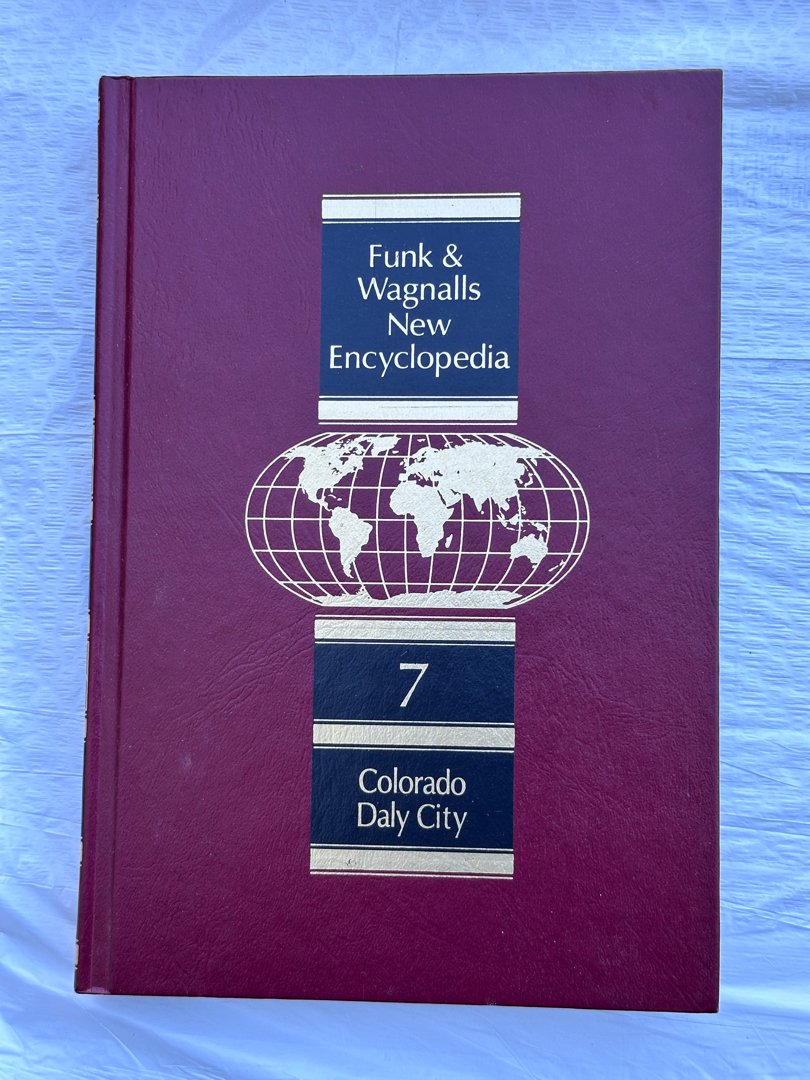 Funk &
Wagnalls
New
Encyclopedia
7
Colorado
Daly City